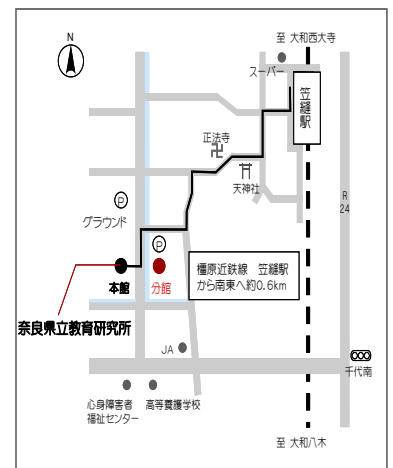 至 大和西大寺
N
スーパー
笠縫駅
正法寺
卍
天神社
R
24
P
グラウンド
P
橿原近鉄線 笠縫駅
から南東へ約0.6km
本館
分館
奈良県立教育研究所
JA
千代南
心身障害者
福祉センター
高等養護学校
至 大和八木